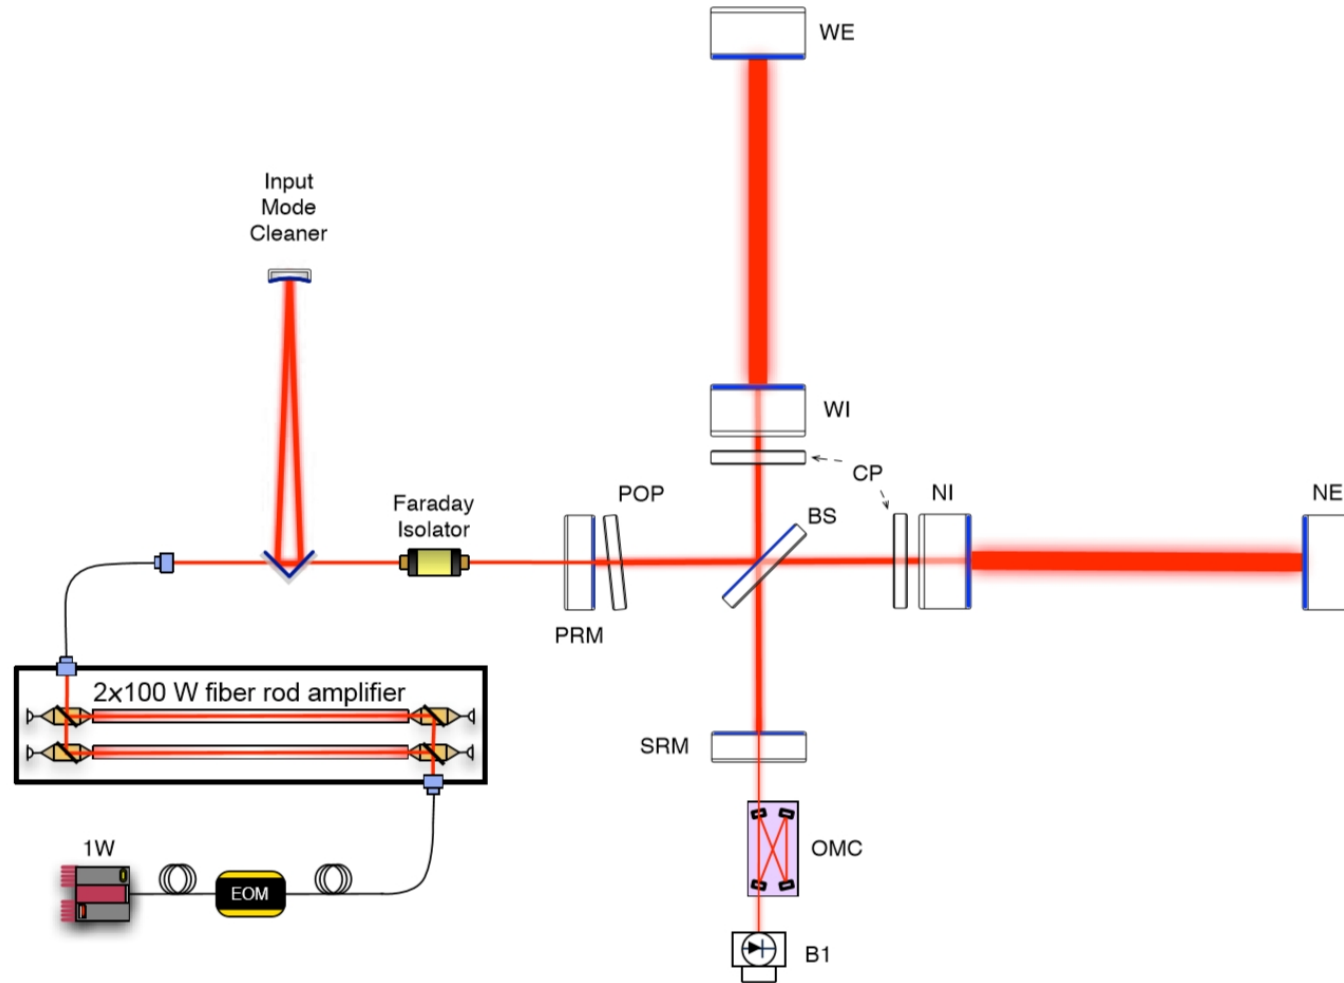 WE
Input
Mode
Cleaner
WI
CP
POP
NI
NE
Faraday
Isolator
BS
PRM
2x100 W fiber rod amplifier
SRM
1W
OMC
EOM
B1